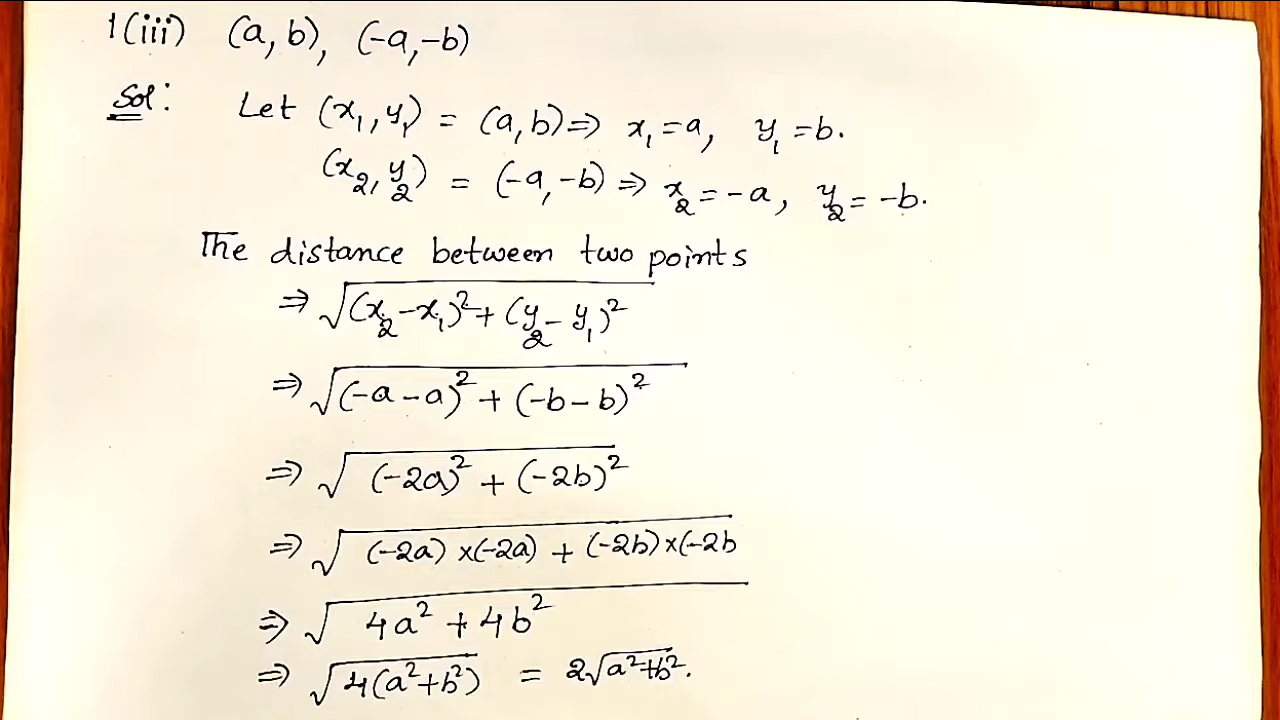 1(iii) (a, b), (-a, -b)
Sol: Let (x₁, y₁) = (a, b) ⇒ x₁ = a, y₁ = b.
(x₂, y₂) = (-a, -b) ⇒ x₂ = -a, y₂ = -b.
The distance between two points
⇒ √(x₂ - x₁)² + (y₂ - y₁)²
⇒ √(-a - a)² + (-b - b)²
⇒ √(-2a)² + (-2b)²
⇒ √(-2a) × (-2a) + (-2b) × (-2b
⇒ √4a² + 4b²
⇒ √4(a² + b²) = 2√a² + b².